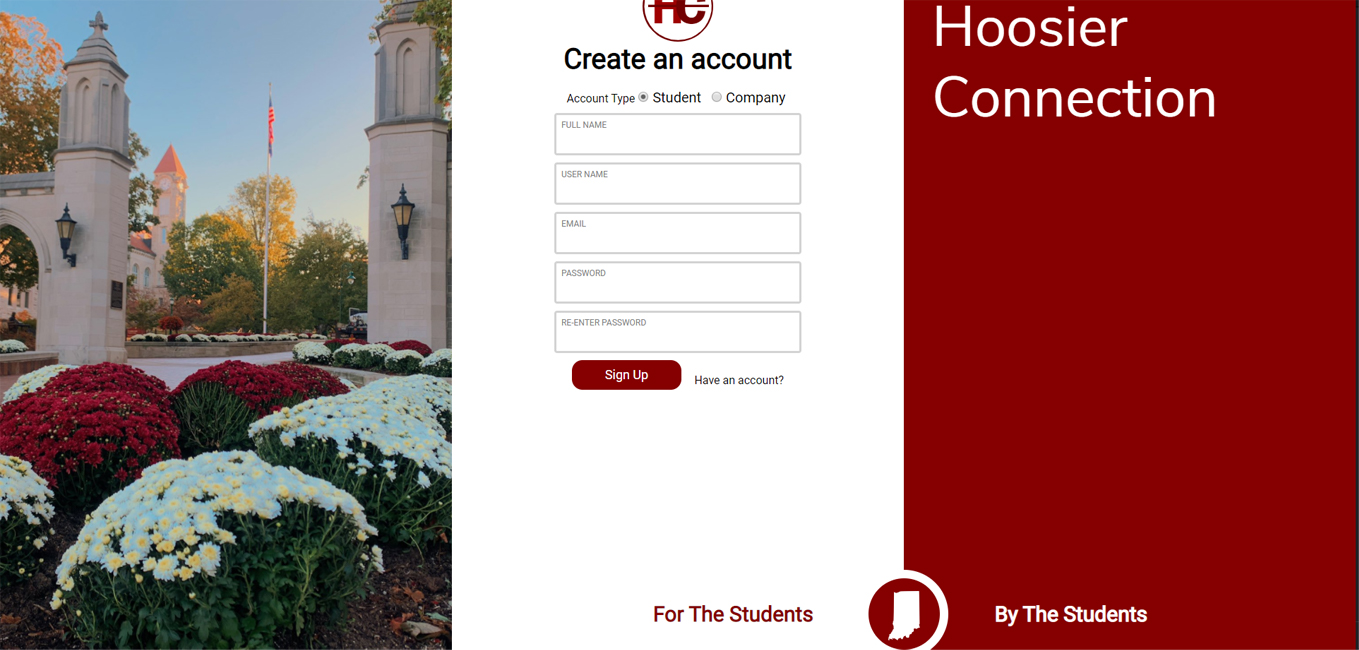 HC
Create an account
Account Type Student Company
FULL NAME
USER NAME
EMAIL
PASSWORD
RE-ENTER PASSWORD
Sign Up Have an account?
For The Students
Hoosier
Connection
By The Students